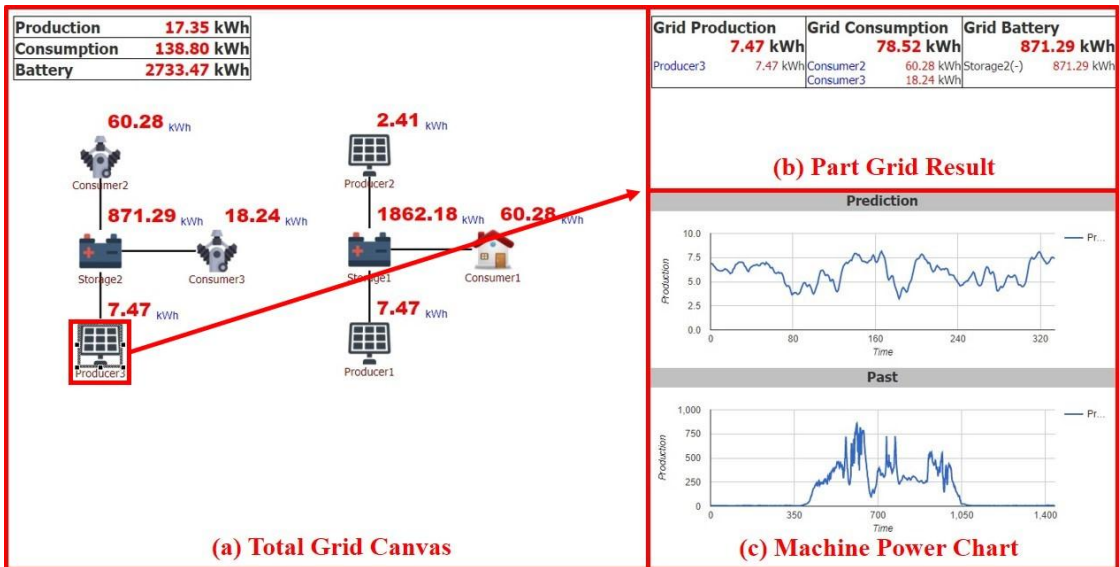 Production 17.35 kWh
Consumption 138.80 kWh
Battery 2733.47 kWh
60.28 kWh
Consumer2
871.29 kWh
18.24 kWh
Storage2
Consumer3
7.47 kWh
Producer3
2.41 kWh
Producer2
1862.18 kWh
60.28 kWh
Storage1
Consumer1
7.47 kWh
Producer1
(a) Total Grid Canvas
Grid Production Grid Consumption Grid Battery
7.47 kWh 78.52 kWh 871.29 kWh
Producer3 7.47 kWh Consumer2 60.28 kWh Storage2(-) 871.29 kWh
Consumer3 18.24 kWh
(b) Part Grid Result
Prediction
10.0
7.5
5.0
2.5
0.0
Production
0 80 160 240 320
Time
Pr...
Past
1,000
750
500
250
0
Production
0 350 700 1,050 1,400
Time
Pr...
(c) Machine Power Chart